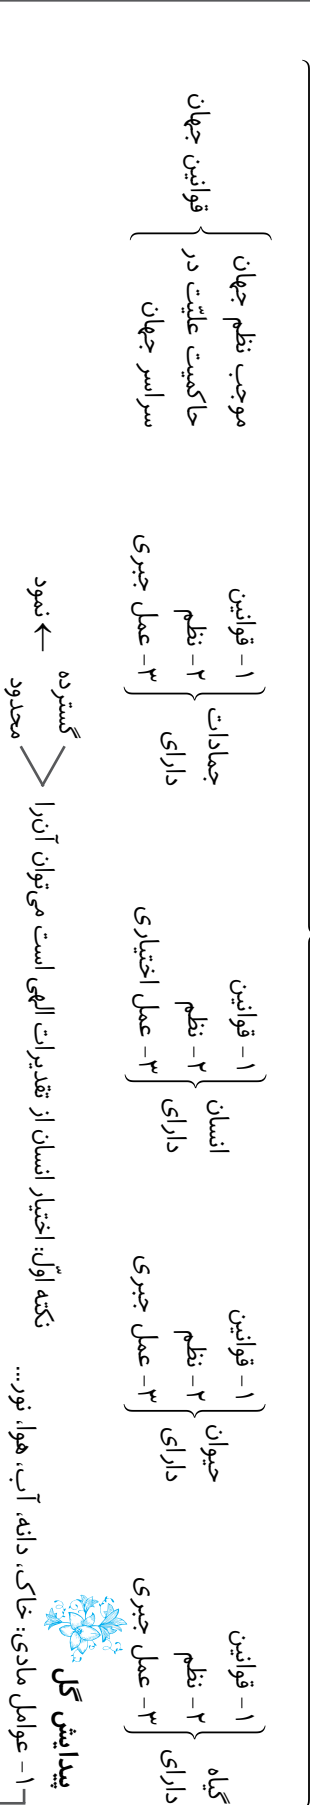 گیاه
دارای
۱- قوانین
۲- نظم
۳- عمل جبری
حیوان
دارای
۱- قوانین
۲- نظم
۳- عمل جبری
انسان
دارای
۱- قوانین
۲- نظم
۳- عمل اختیاری
جمادات
دارای
۱- قوانین
۲- نظم
۳- عمل جبری
قوانین جهان
موجب نظم جهان
حاکمیت علیّت در
سراسر جهان
پیدایش گل
۱- عوامل مادی: خاک، دانه، آب، هوا، نور...
نکته اوّل: اختیار انسان از تقدیرات الهی است می‌توان آن‌را
گسترده
محدود
← نمود